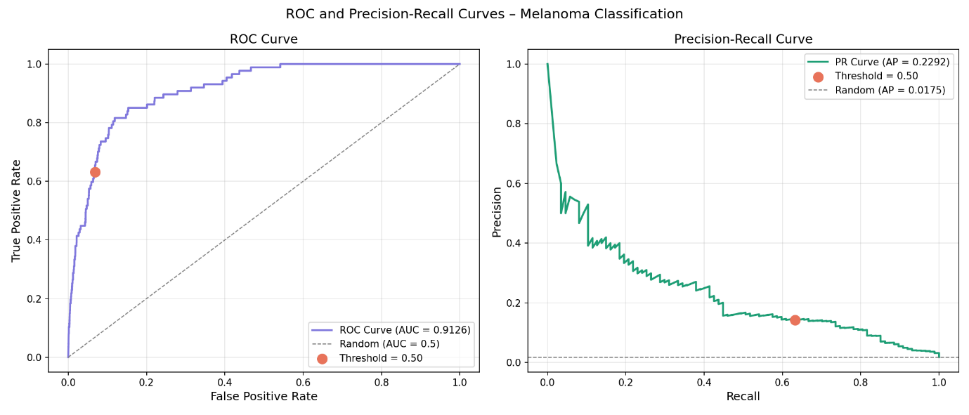 ROC and Precision-Recall Curves – Melanoma Classification
ROC Curve
1.0
0.8
0.6
0.4
0.2
0.0
True Positive Rate
0.0 0.2 0.4 0.6 0.8 1.0
False Positive Rate
ROC Curve (AUC = 0.9126)
Random (AUC = 0.5)
Threshold = 0.50
Precision-Recall Curve
1.0
0.8
0.6
0.4
0.2
0.0
Precision
0.0 0.2 0.4 0.6 0.8 1.0
Recall
PR Curve (AP = 0.2292)
Threshold = 0.50
Random (AP = 0.0175)